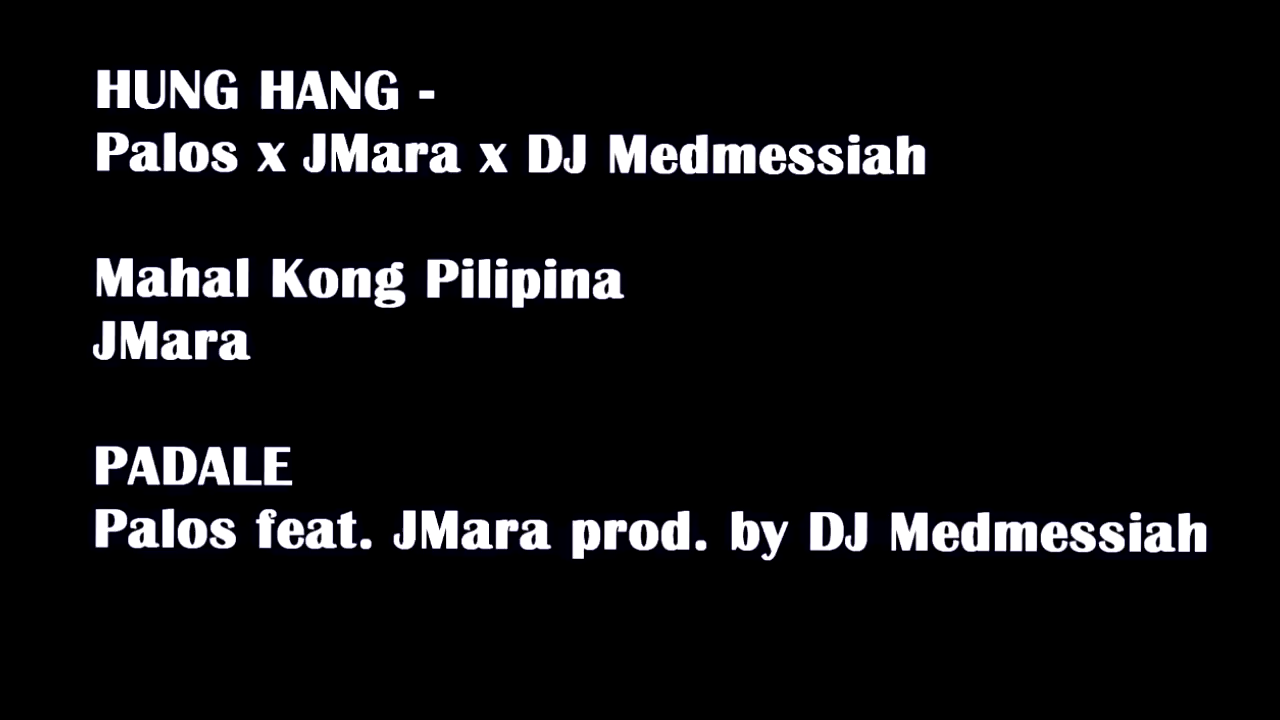 HUNG HANG -
Palos x JMara x DJ Medmessiah
Mahal Kong Pilipina
JMara
PADALE
Palos feat. JMara prod. by DJ Medmessiah